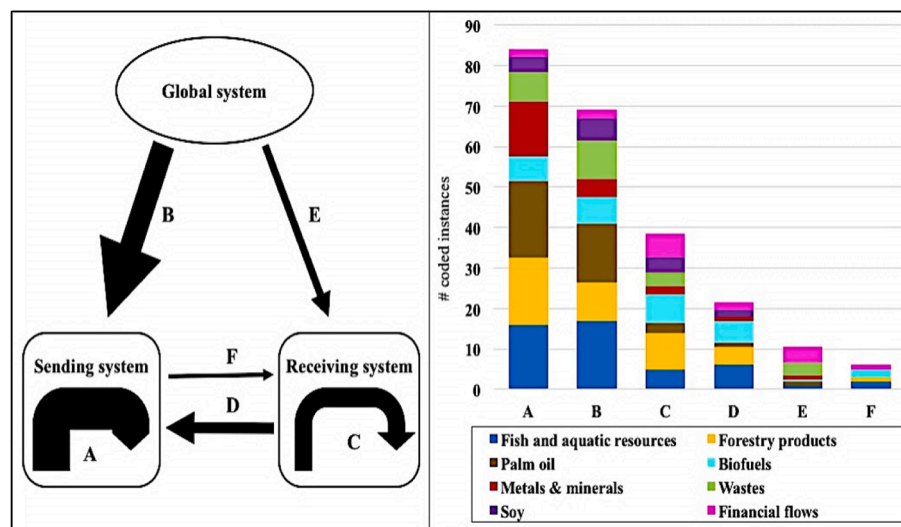 Global system
B
E
Sending system
F
Receiving system
D
A
C
# coded instances
90
80
70
60
50
40
30
20
10
0
A B C D E F
Fish and aquatic resources Forestry products
Palm oil Biofuels
Metals & minerals Wastes
Soy Financial flows